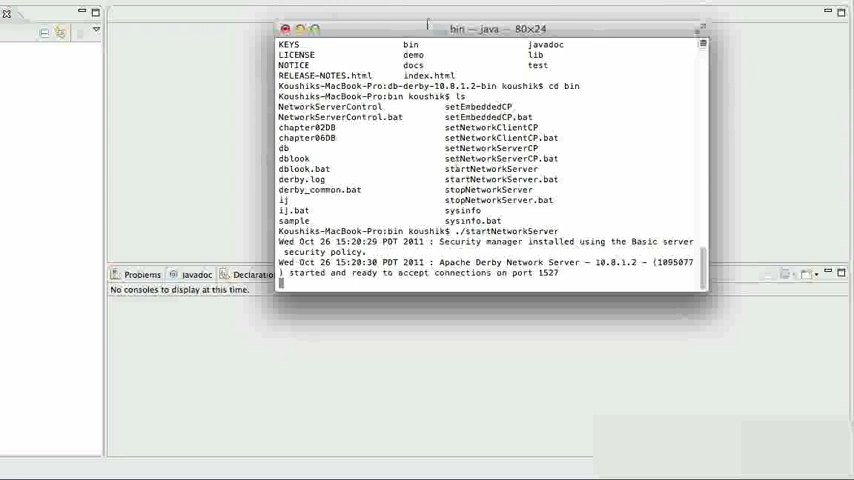 bin — java — 80×24
KEYS bin javadoc
LICENSE demo lib
NOTICE docs test
RELEASE-NOTES.html index.html
Koushiks-MacBook-Pro:db-derby-10.8.1.2-bin koushik$ cd bin
Koushiks-MacBook-Pro:bin koushik$ ls
NetworkServerControl setEmbeddedCP
NetworkServerControl.bat setEmbeddedCP.bat
chapter02DB setNetworkClientCP
chapter06DB setNetworkClientCP.bat
db setNetworkServerCP
dblook setNetworkServerCP.bat
dblook.bat startNetworkServer
derby.log startNetworkServer.bat
derby_common.bat stopNetworkServer
ij stopNetworkServer.bat
ij.bat sysinfo
sample sysinfo.bat
Koushiks-MacBook-Pro:bin koushik$ ./startNetworkServer
Wed Oct 26 15:20:29 PDT 2011 : Security manager installed using the Basic server
security policy.
Wed Oct 26 15:20:30 PDT 2011 : Apache Derby Network Server - 10.8.1.2 - (1095077
) started and ready to accept connections on port 1527
Problems Javadoc Declaratio
No consoles to display at this time.